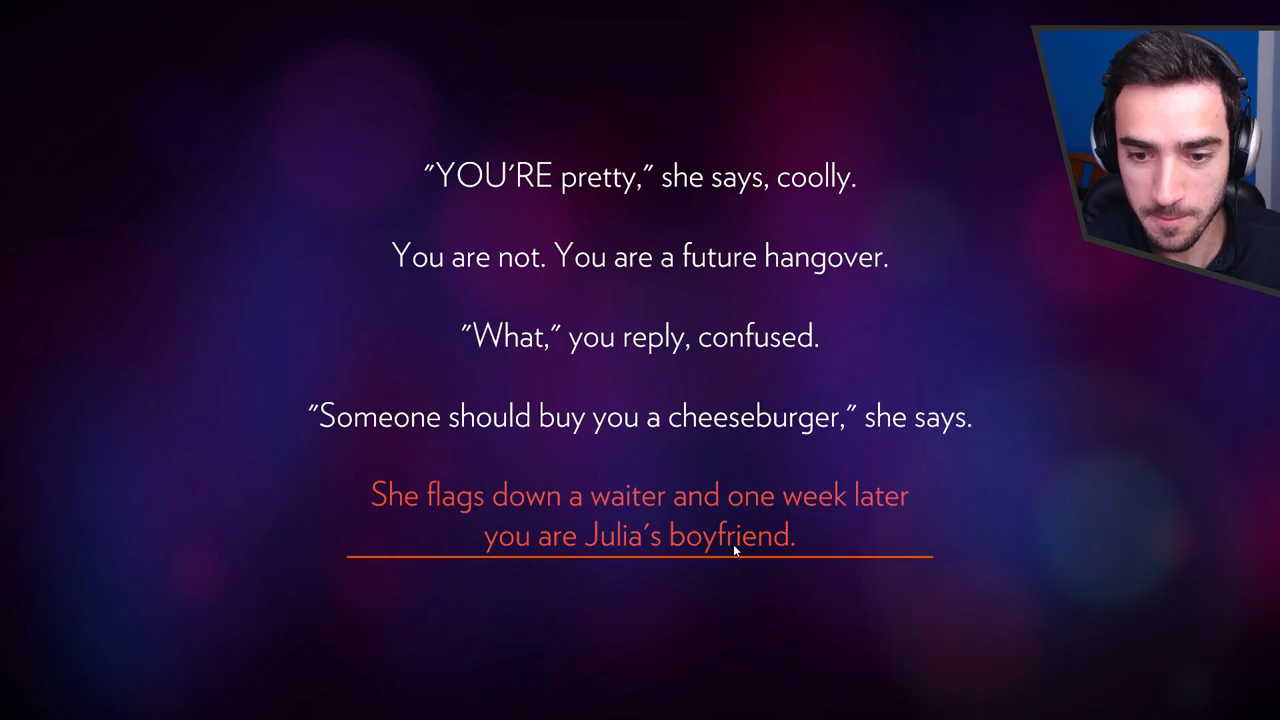 "YOU'RE pretty," she says, coolly.
You are not. You are a future hangover.
"What," you reply, confused.
"Someone should buy you a cheeseburger," she says.
She flags down a waiter and one week later
you are Julia's boyfriend.